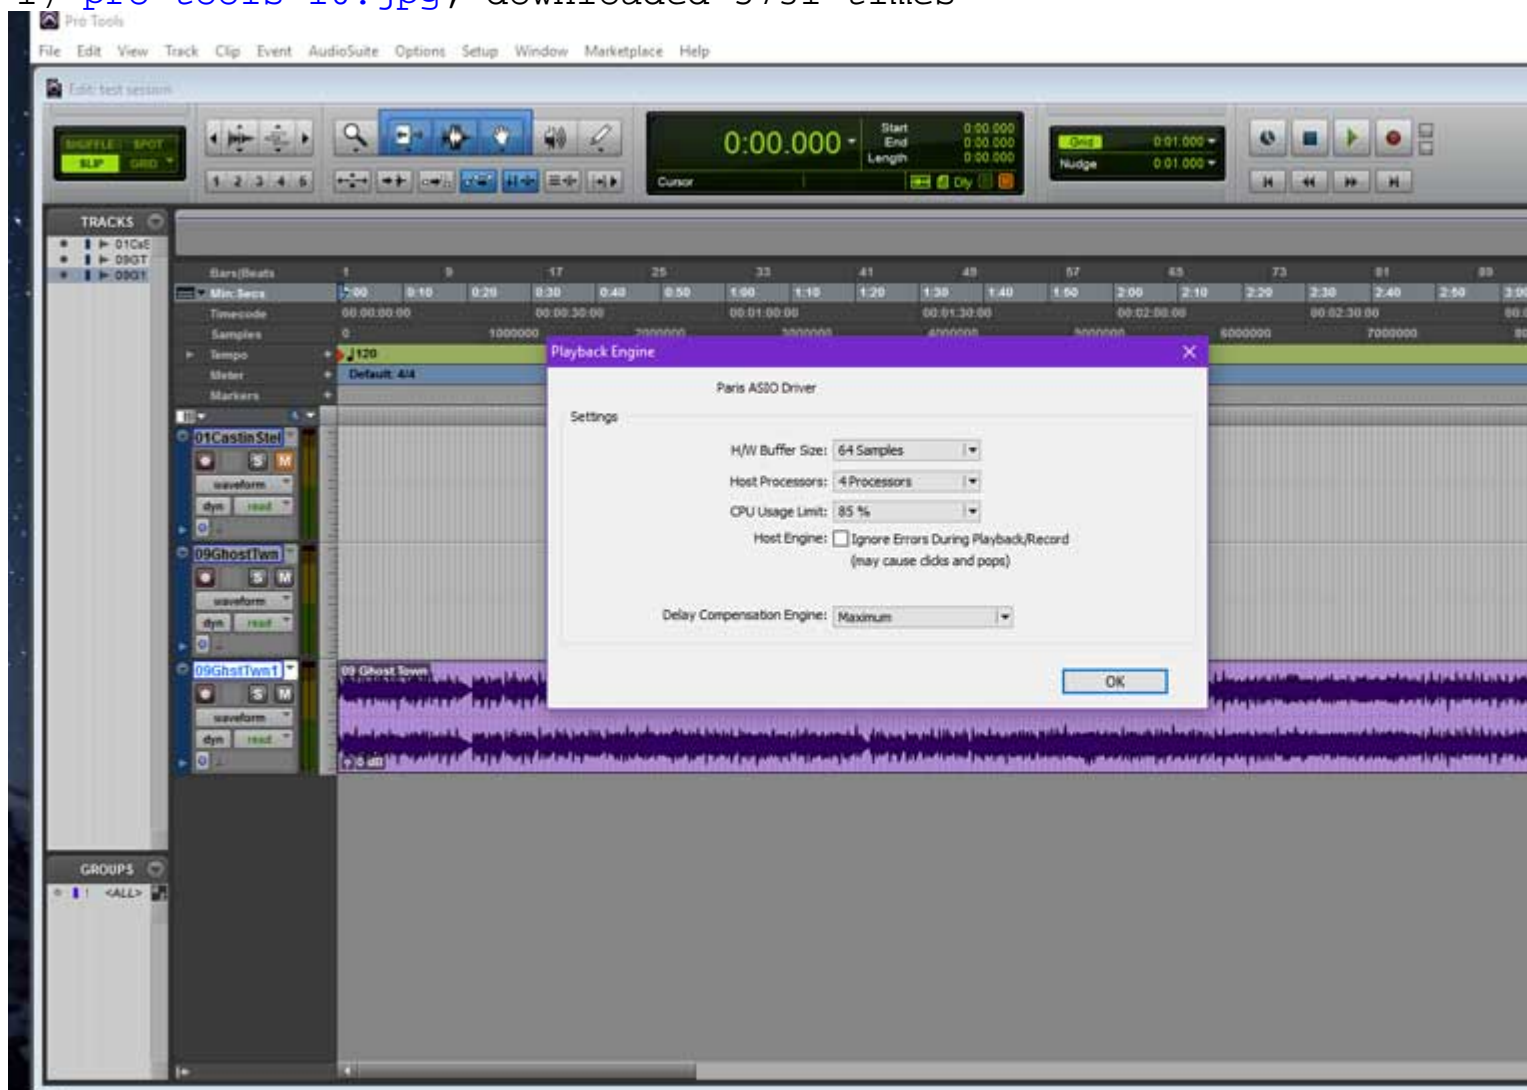 Pro Tools
File Edit View Track Clip Event AudioSuite Options Setup Window Marketplace Help
Edit: test session
SHUFFLE SPOT
SLIP GRID
1 2 3 4 5
0:00.000
Start 0:00.000
End 0:00.000
Length 0:00.000
Cursor
Dly
Grid 0:01.000
Nudge 0:01.000
TRACKS
01CsS
09GT
09G1
Bars|Beats 1 9 17 25 33 41 49 57 65 73 81 89
Min:Secs 0:00 0:10 0:20 0:30 0:40 0:50 1:00 1:10 1:20 1:30 1:40 1:50 2:00 2:10 2:20 2:30 2:40 2:50 3:00
Timecode 00:00:00:00 00:00:30:00 00:01:00:00 00:01:30:00 00:02:00:00 00:02:30:00
Samples 0 1000000 2000000 3000000 4000000 5000000 6000000 7000000
Tempo 120
Meter Default: 4/4
Markers
Playback Engine
Paris ASIO Driver
Settings
H/W Buffer Size: 64 Samples
Host Processors: 4 Processors
CPU Usage Limit: 85 %
Host Engine: Ignore Errors During Playback/Record
(may cause clicks and pops)
Delay Compensation Engine: Maximum
OK
01CastinStel
S M
waveform
dyn read
09GhostTwn
S M
waveform
dyn read
09GhstTwn1
S M
waveform
dyn read
09 Ghost Town
0 dB
GROUPS
! <ALL>